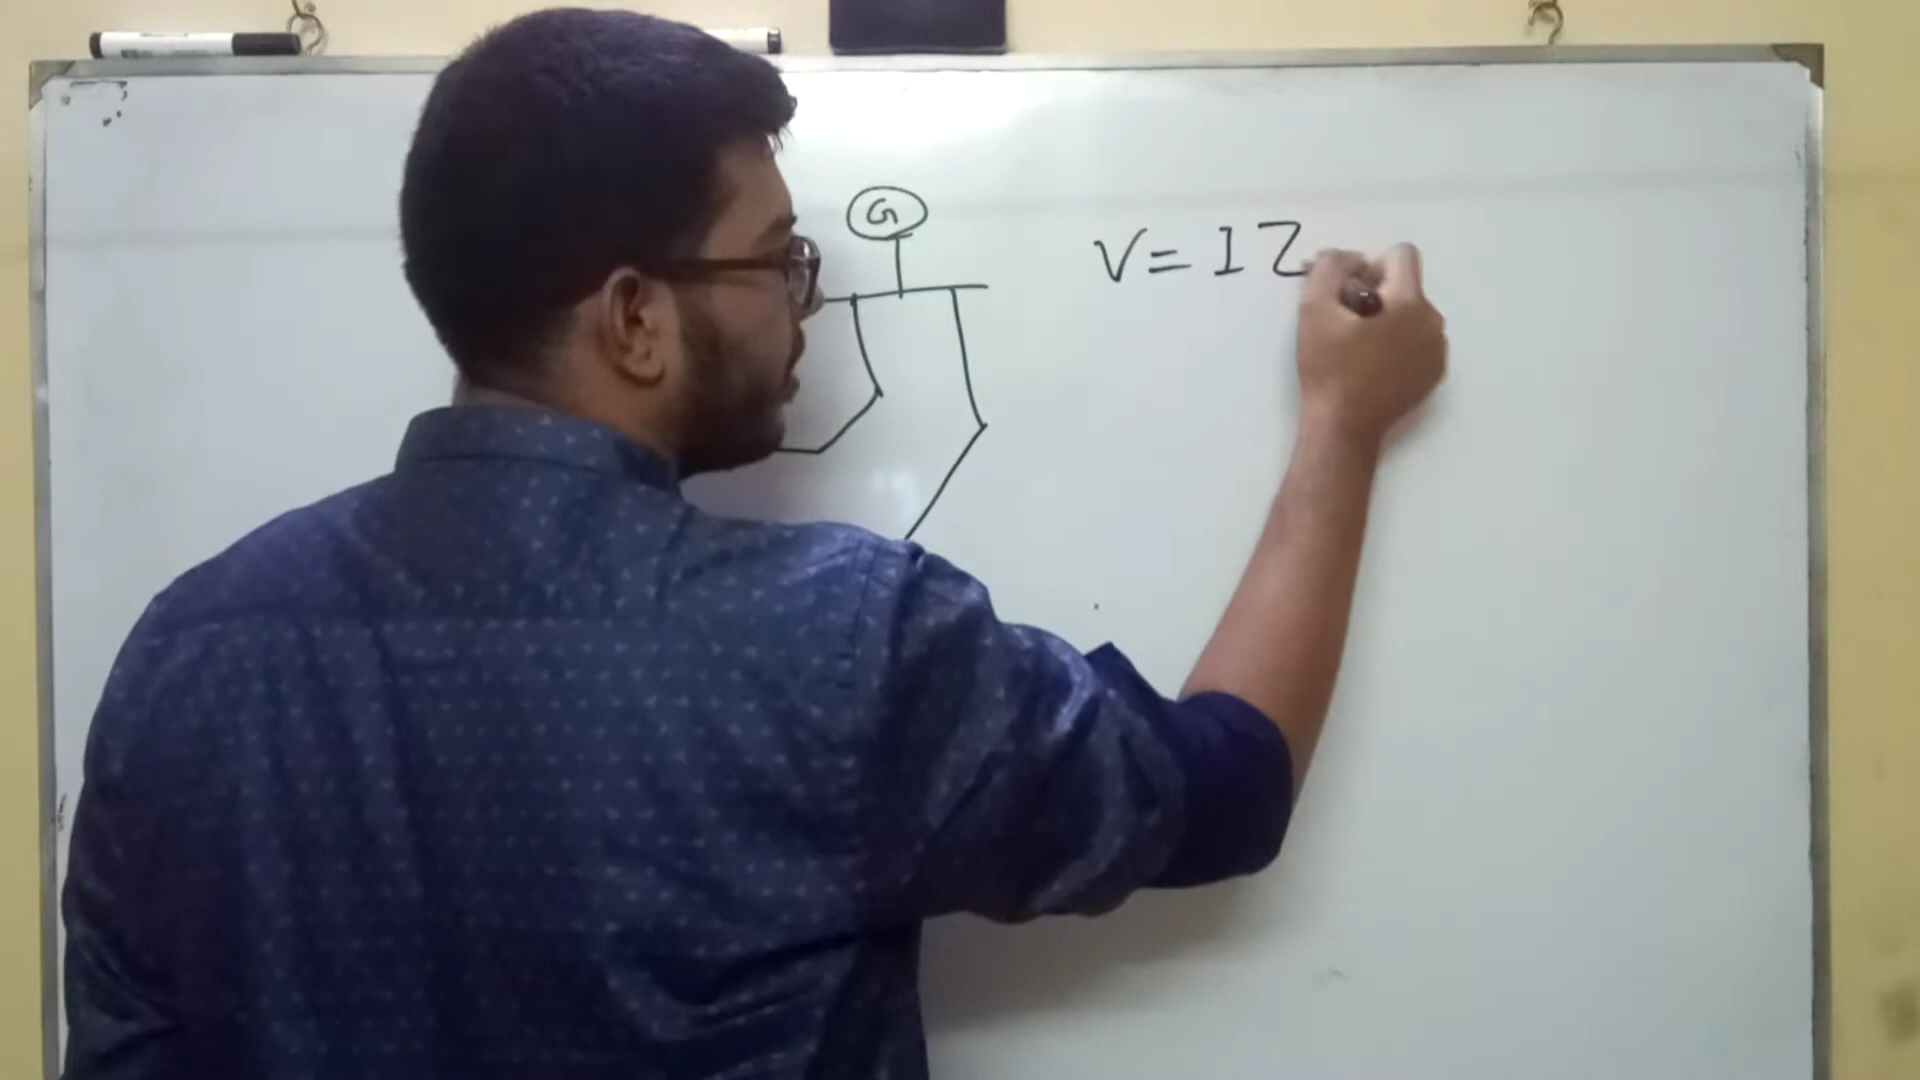 G
V = IZ